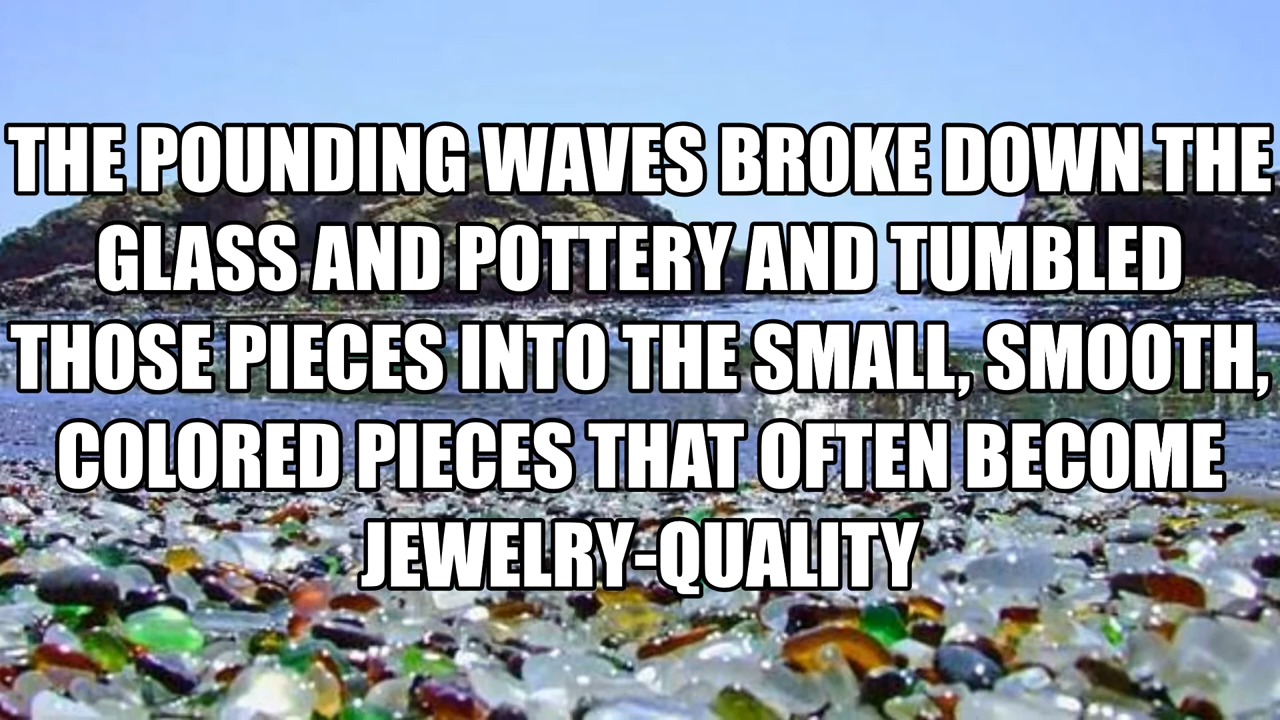 THE POUNDING WAVES BROKE DOWN THE
GLASS AND POTTERY AND TUMBLED
THOSE PIECES INTO THE SMALL, SMOOTH,
COLORED PIECES THAT OFTEN BECOME
JEWELRY-QUALITY